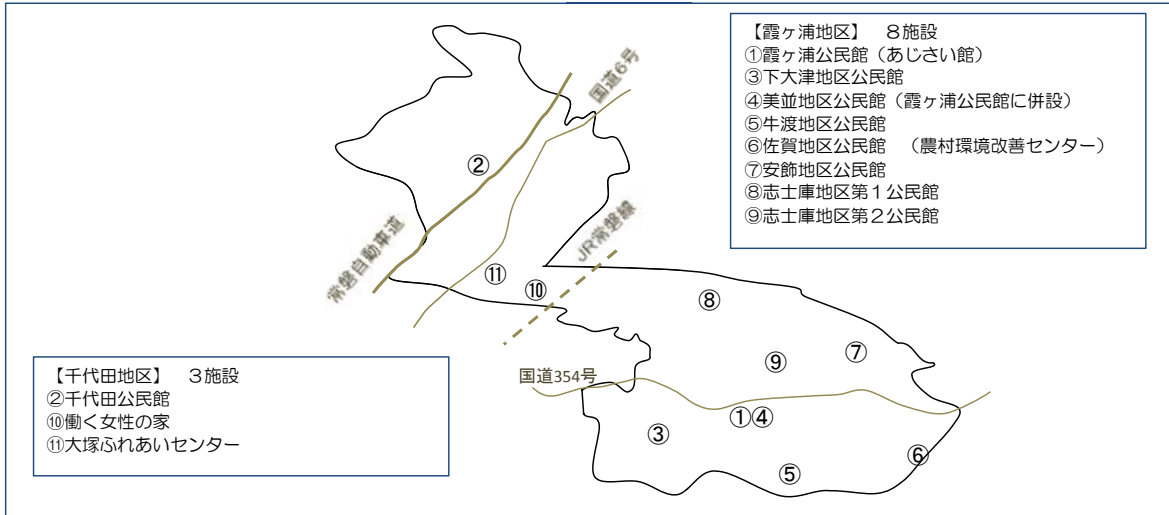 【霞ヶ浦地区】　８施設
①霞ヶ浦公民館（あじさい館）
③下大津地区公民館
④美並地区公民館（霞ヶ浦公民館に併設）
⑤牛渡地区公民館
⑥佐賀地区公民館　（農村環境改善センター）
⑦安飾地区公民館
⑧志士庫地区第１公民館
⑨志士庫地区第２公民館
国道6号
②
常磐自動車道
JR常磐線
⑪
⑩
⑧
⑦
⑨
国道354号
①④
③
⑥
⑤
【千代田地区】　３施設
②千代田公民館
⑩働く女性の家
⑪大塚ふれあいセンター